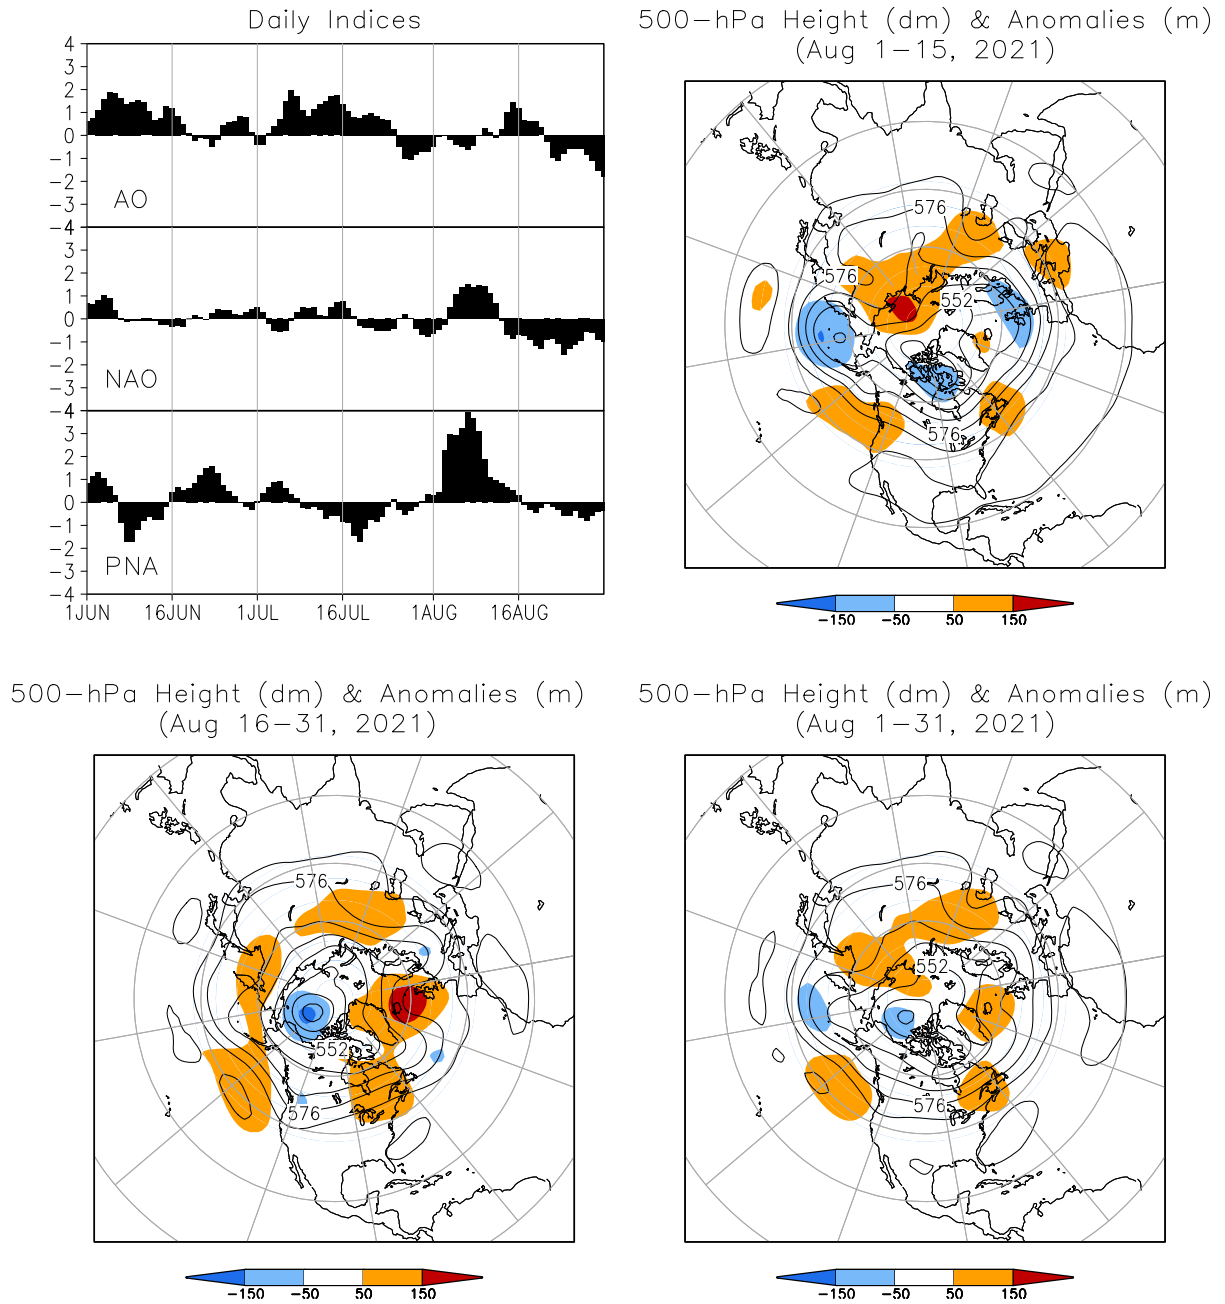 Daily Indices
4
3
2
1
0
-1
-2
-3
AO
-4
3
2
1
0
-1
-2
-3
NAO
-4
3
2
1
0
-1
-2
-3
-4
PNA
1JUN 16JUN 1JUL 16JUL 1AUG 16AUG
500-hPa Height (dm) & Anomalies (m)
(Aug 1-15, 2021)
576
576
552
576
-150 -50 50 150
500-hPa Height (dm) & Anomalies (m)
(Aug 16-31, 2021)
576
552
576
-150 -50 50 150
500-hPa Height (dm) & Anomalies (m)
(Aug 1-31, 2021)
576
552
576
-150 -50 50 150